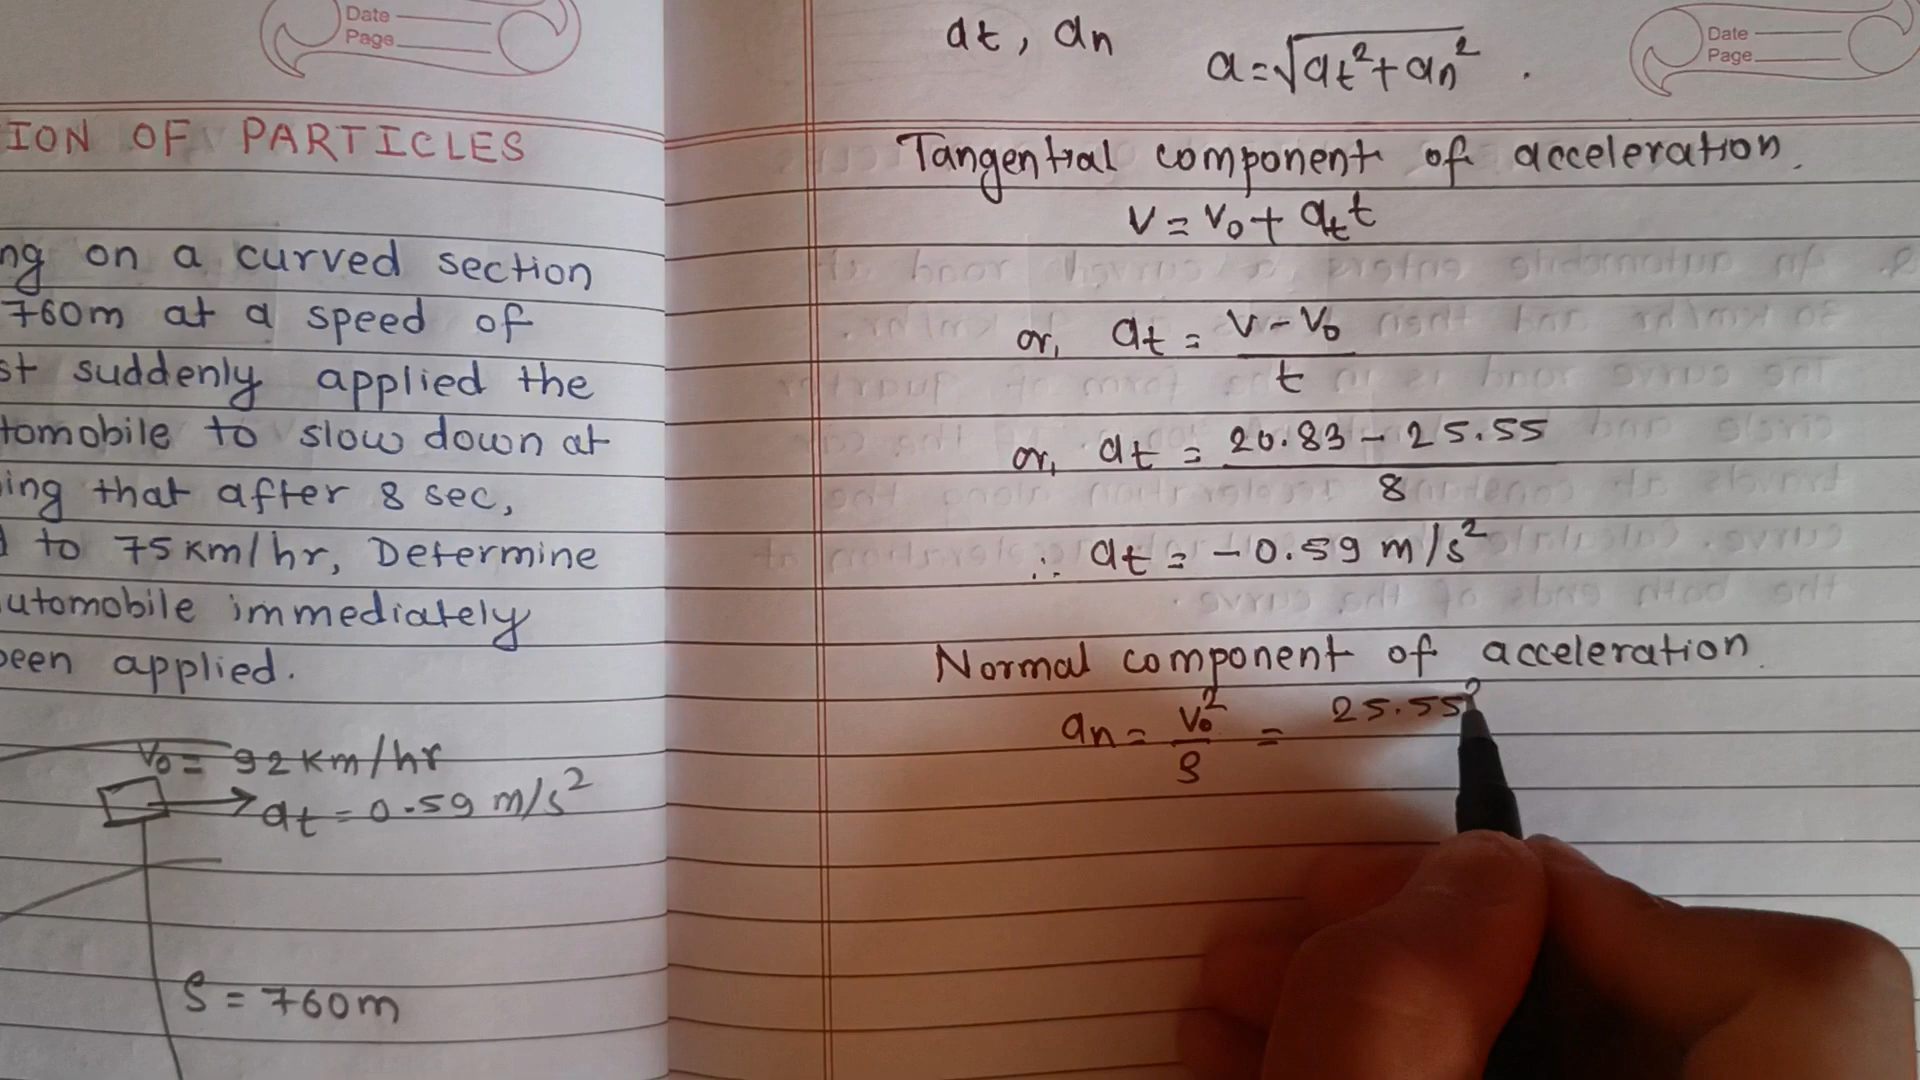 Date
Page
ION OF PARTICLES
ng on a curved section
760m at a speed of
st suddenly applied the
tomobile to slow down at
ing that after 8 sec,
to 75 km/hr, Determine
utomobile immediately
been applied.
v₀ = 92 km/hr
at = 0.59 m/s²
ρ = 760m
at, an
a = √at² + an² .
Date
Page
Tangential component of acceleration.
v = v₀ + at t
or, at = v - v₀ / t
or, at = 20.83 - 25.55 / 8
∴ at = -0.59 m/s²
Normal component of acceleration.
an = v₀² / ρ = 25.55²